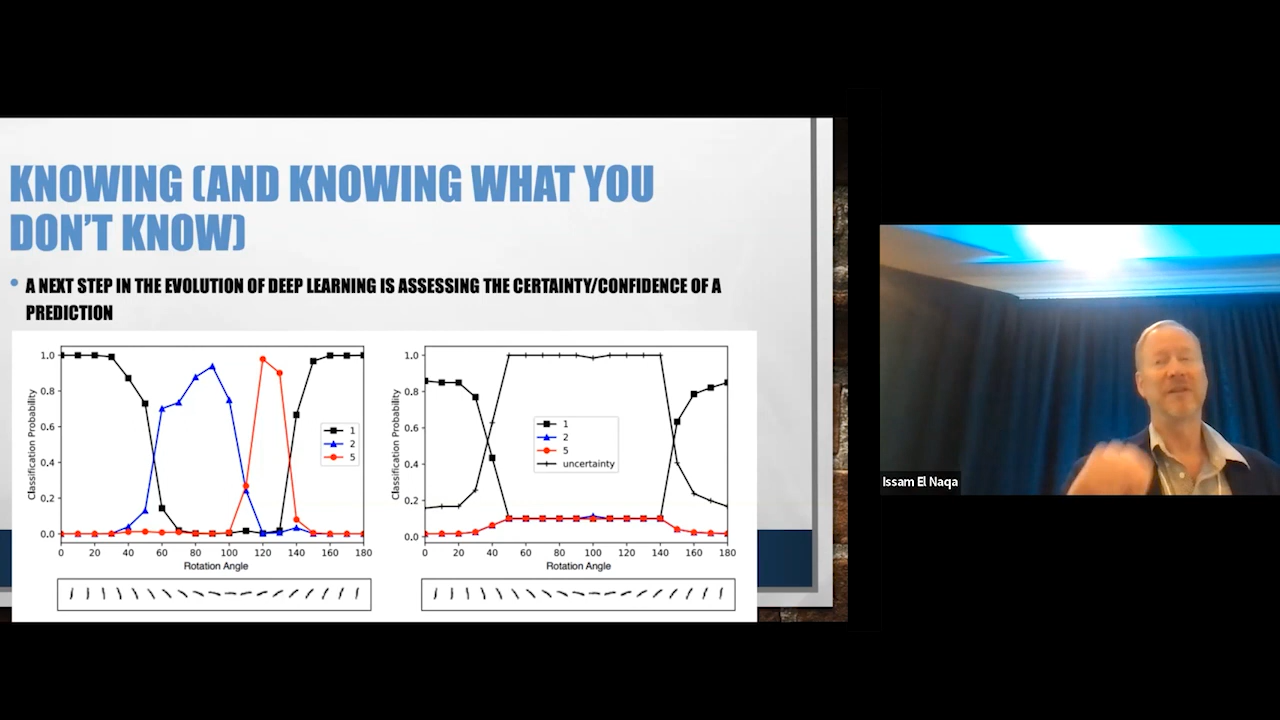 KNOWING (AND KNOWING WHAT YOU
DON'T KNOW)
• A NEXT STEP IN THE EVOLUTION OF DEEP LEARNING IS ASSESSING THE CERTAINTY/CONFIDENCE OF A
PREDICTION
Classification Probability
1.0
0.8
0.6
0.4
0.2
0.0
1
2
5
0 20 40 60 80 100 120 140 160 180
Rotation Angle
Classification Probability
1.0
0.8
0.6
0.4
0.2
0.0
1
2
5
uncertainty
0 20 40 60 80 100 120 140 160 180
Rotation Angle
Issam El Naqa